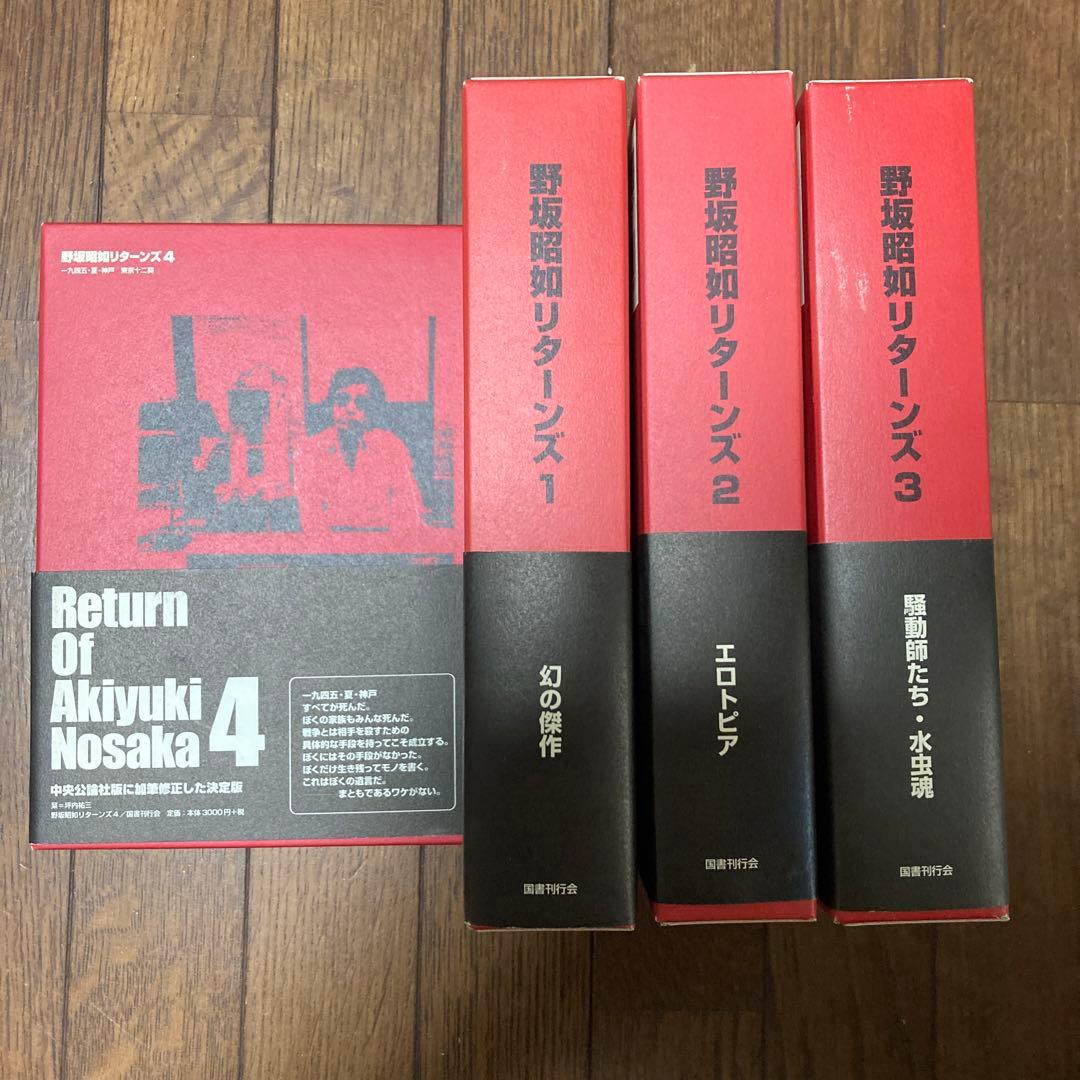 野坂昭如リターンズ4
一九四五・夏・神戸 東京十二契
Return
Of
Akiyuki
Nosaka 4
中央公論社版に加筆修正した決定版
栞=坪内祐三
野坂昭如リターンズ4/国書刊行会 定価:本体3000円+税
一九四五・夏・神戸
すべてが死んだ。
ぼくの家族もみんな死んだ。
戦争とは相手を殺すための
具体的な手段を持ってこそ成立する。
ぼくにはその手段がなかった。
ぼくだけ生き残ってモノを書く。
これはぼくの遺言だ。
まともであるワケがない。
野坂昭如リターンズ1
幻の傑作
国書刊行会
野坂昭如リターンズ2
エロトピア
国書刊行会
野坂昭如リターンズ3
騒動師たち・水虫魂
国書刊行会